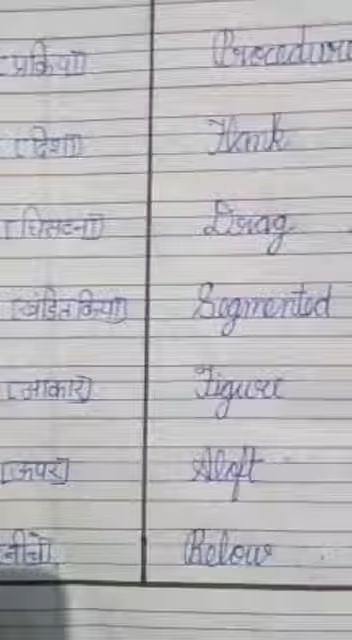 [प्रक्रिया] Procedure
[दिशा] Flank
[घिसटना] Drag
[खंडित किया] Segmented
[आकार] Figure
[ऊपर] Aloft
[नीचे] Below